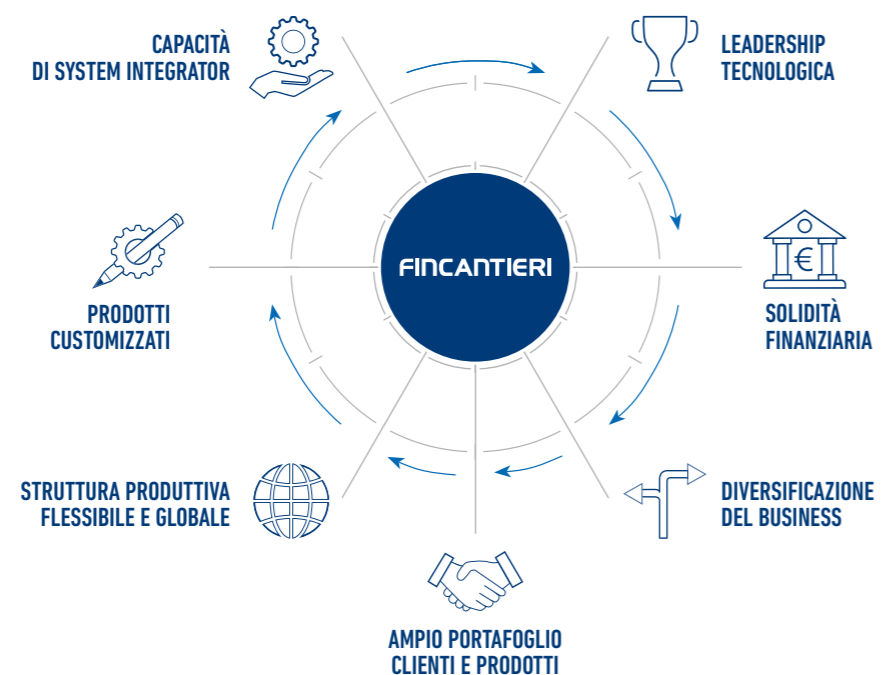 CAPACITÀ
DI SYSTEM INTEGRATOR
LEADERSHIP
TECNOLOGICA
FINCANTIERI
PRODOTTI
CUSTOMIZZATI
€
SOLIDITÀ
FINANZIARIA
STRUTTURA PRODUTTIVA
FLESSIBILE E GLOBALE
DIVERSIFICAZIONE
DEL BUSINESS
AMPIO PORTAFOGLIO
CLIENTI E PRODOTTI